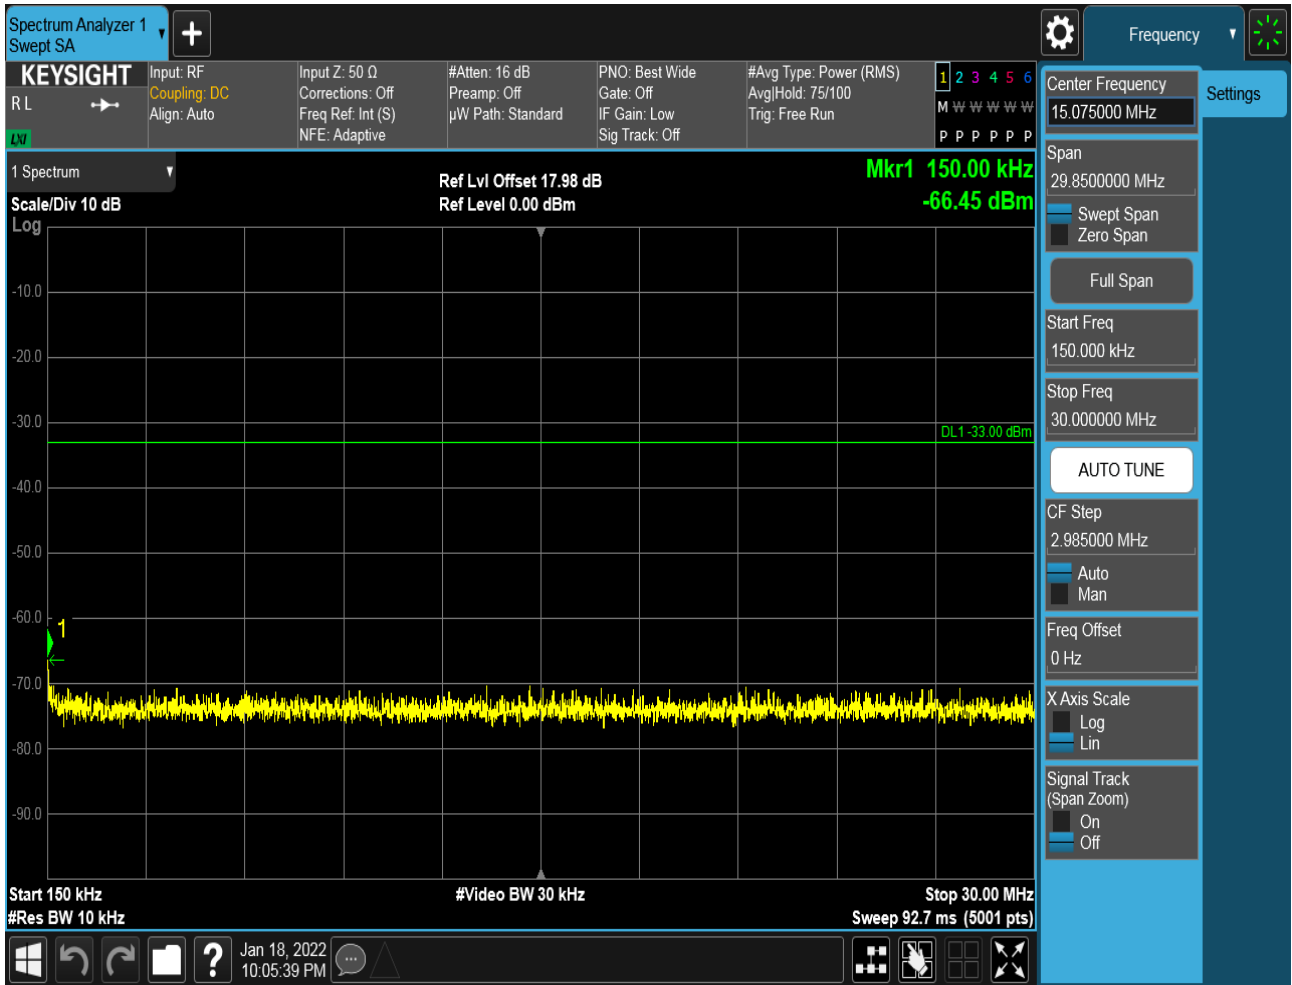 Spectrum Analyzer 1
Swept SA
Frequency
KEYSIGHT
R L
LXI
Input: RF
Coupling: DC
Align: Auto
Input Z: 50 Ω
Corrections: Off
Freq Ref: Int (S)
NFE: Adaptive
#Atten: 16 dB
Preamp: Off
µW Path: Standard
PNO: Best Wide
Gate: Off
IF Gain: Low
Sig Track: Off
#Avg Type: Power (RMS)
Avg|Hold: 75/100
Trig: Free Run
1 2 3 4 5 6
M W W W W W
P P P P P P
1 Spectrum
Scale/Div 10 dB
Log
Ref Lvl Offset 17.98 dB
Ref Level 0.00 dBm
Mkr1 150.00 kHz
-66.45 dBm
-10.0
-20.0
-30.0
DL1 -33.00 dBm
-40.0
-50.0
-60.0
1
-70.0
-80.0
-90.0
Start 150 kHz
#Video BW 30 kHz
Stop 30.00 MHz
#Res BW 10 kHz
Sweep 92.7 ms (5001 pts)
?
Jan 18, 2022
10:05:39 PM
Center Frequency
15.075000 MHz
Settings
Span
29.8500000 MHz
Swept Span
Zero Span
Full Span
Start Freq
150.000 kHz
Stop Freq
30.000000 MHz
AUTO TUNE
CF Step
2.985000 MHz
Auto
Man
Freq Offset
0 Hz
X Axis Scale
Log
Lin
Signal Track
(Span Zoom)
On
Off